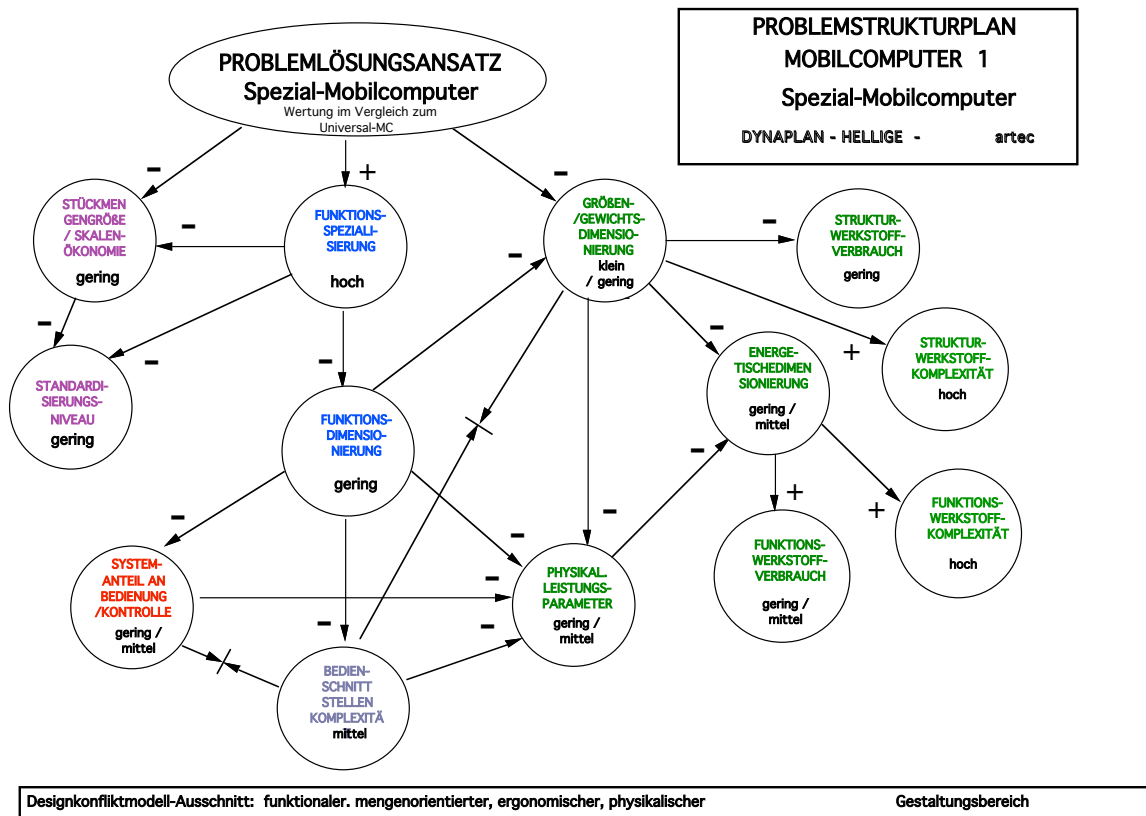 PROBLEMLÖSUNGSANSATZ
Spezial-Mobilcomputer
Wertung im Vergleich zum
Universal-MC
PROBLEMSTRUKTURPLAN
MOBILCOMPUTER 1
Spezial-Mobilcomputer
DYNAPLAN - HELLIGE - artec
–
+
–
STÜCKMEN
GENGRÖßE
/ SKALEN-
ÖKONOMIE
gering
–
FUNKTIONS-
SPEZIALI-
SIERUNG
hoch
GRÖßEN-
/GEWICHTS-
DIMENSIO-
NIERUNG
klein
/ gering
–
STRUKTUR-
WERKSTOFF-
VERBRAUCH
gering
–
–
–
–
–
–
–
+
STANDARDI-
SIERUNGS-
NIVEAU
gering
FUNKTIONS-
DIMENSIO-
NIERUNG
gering
ENERGE-
TISCHEDIMEN
SIONIERUNG
gering /
mittel
STRUKTUR-
WERKSTOFF-
KOMPLEXITÄT
hoch
–
–
–
–
+
+
SYSTEM-
ANTEIL AN
BEDIENUNG
/KONTROLLE
gering /
mittel
–
–
–
PHYSIKAL.
LEISTUNGS-
PARAMETER
gering /
mittel
FUNKTIONS-
WERKSTOFF-
VERBRAUCH
gering /
mittel
FUNKTIONS-
WERKSTOFF-
KOMPLEXITÄT
hoch
BEDIEN-
SCHNITT
STELLEN
KOMPLEXITÄ
mittel
Designkonfliktmodell-Ausschnitt: funktionaler. mengenorientierter, ergonomischer, physikalischer Gestaltungsbereich